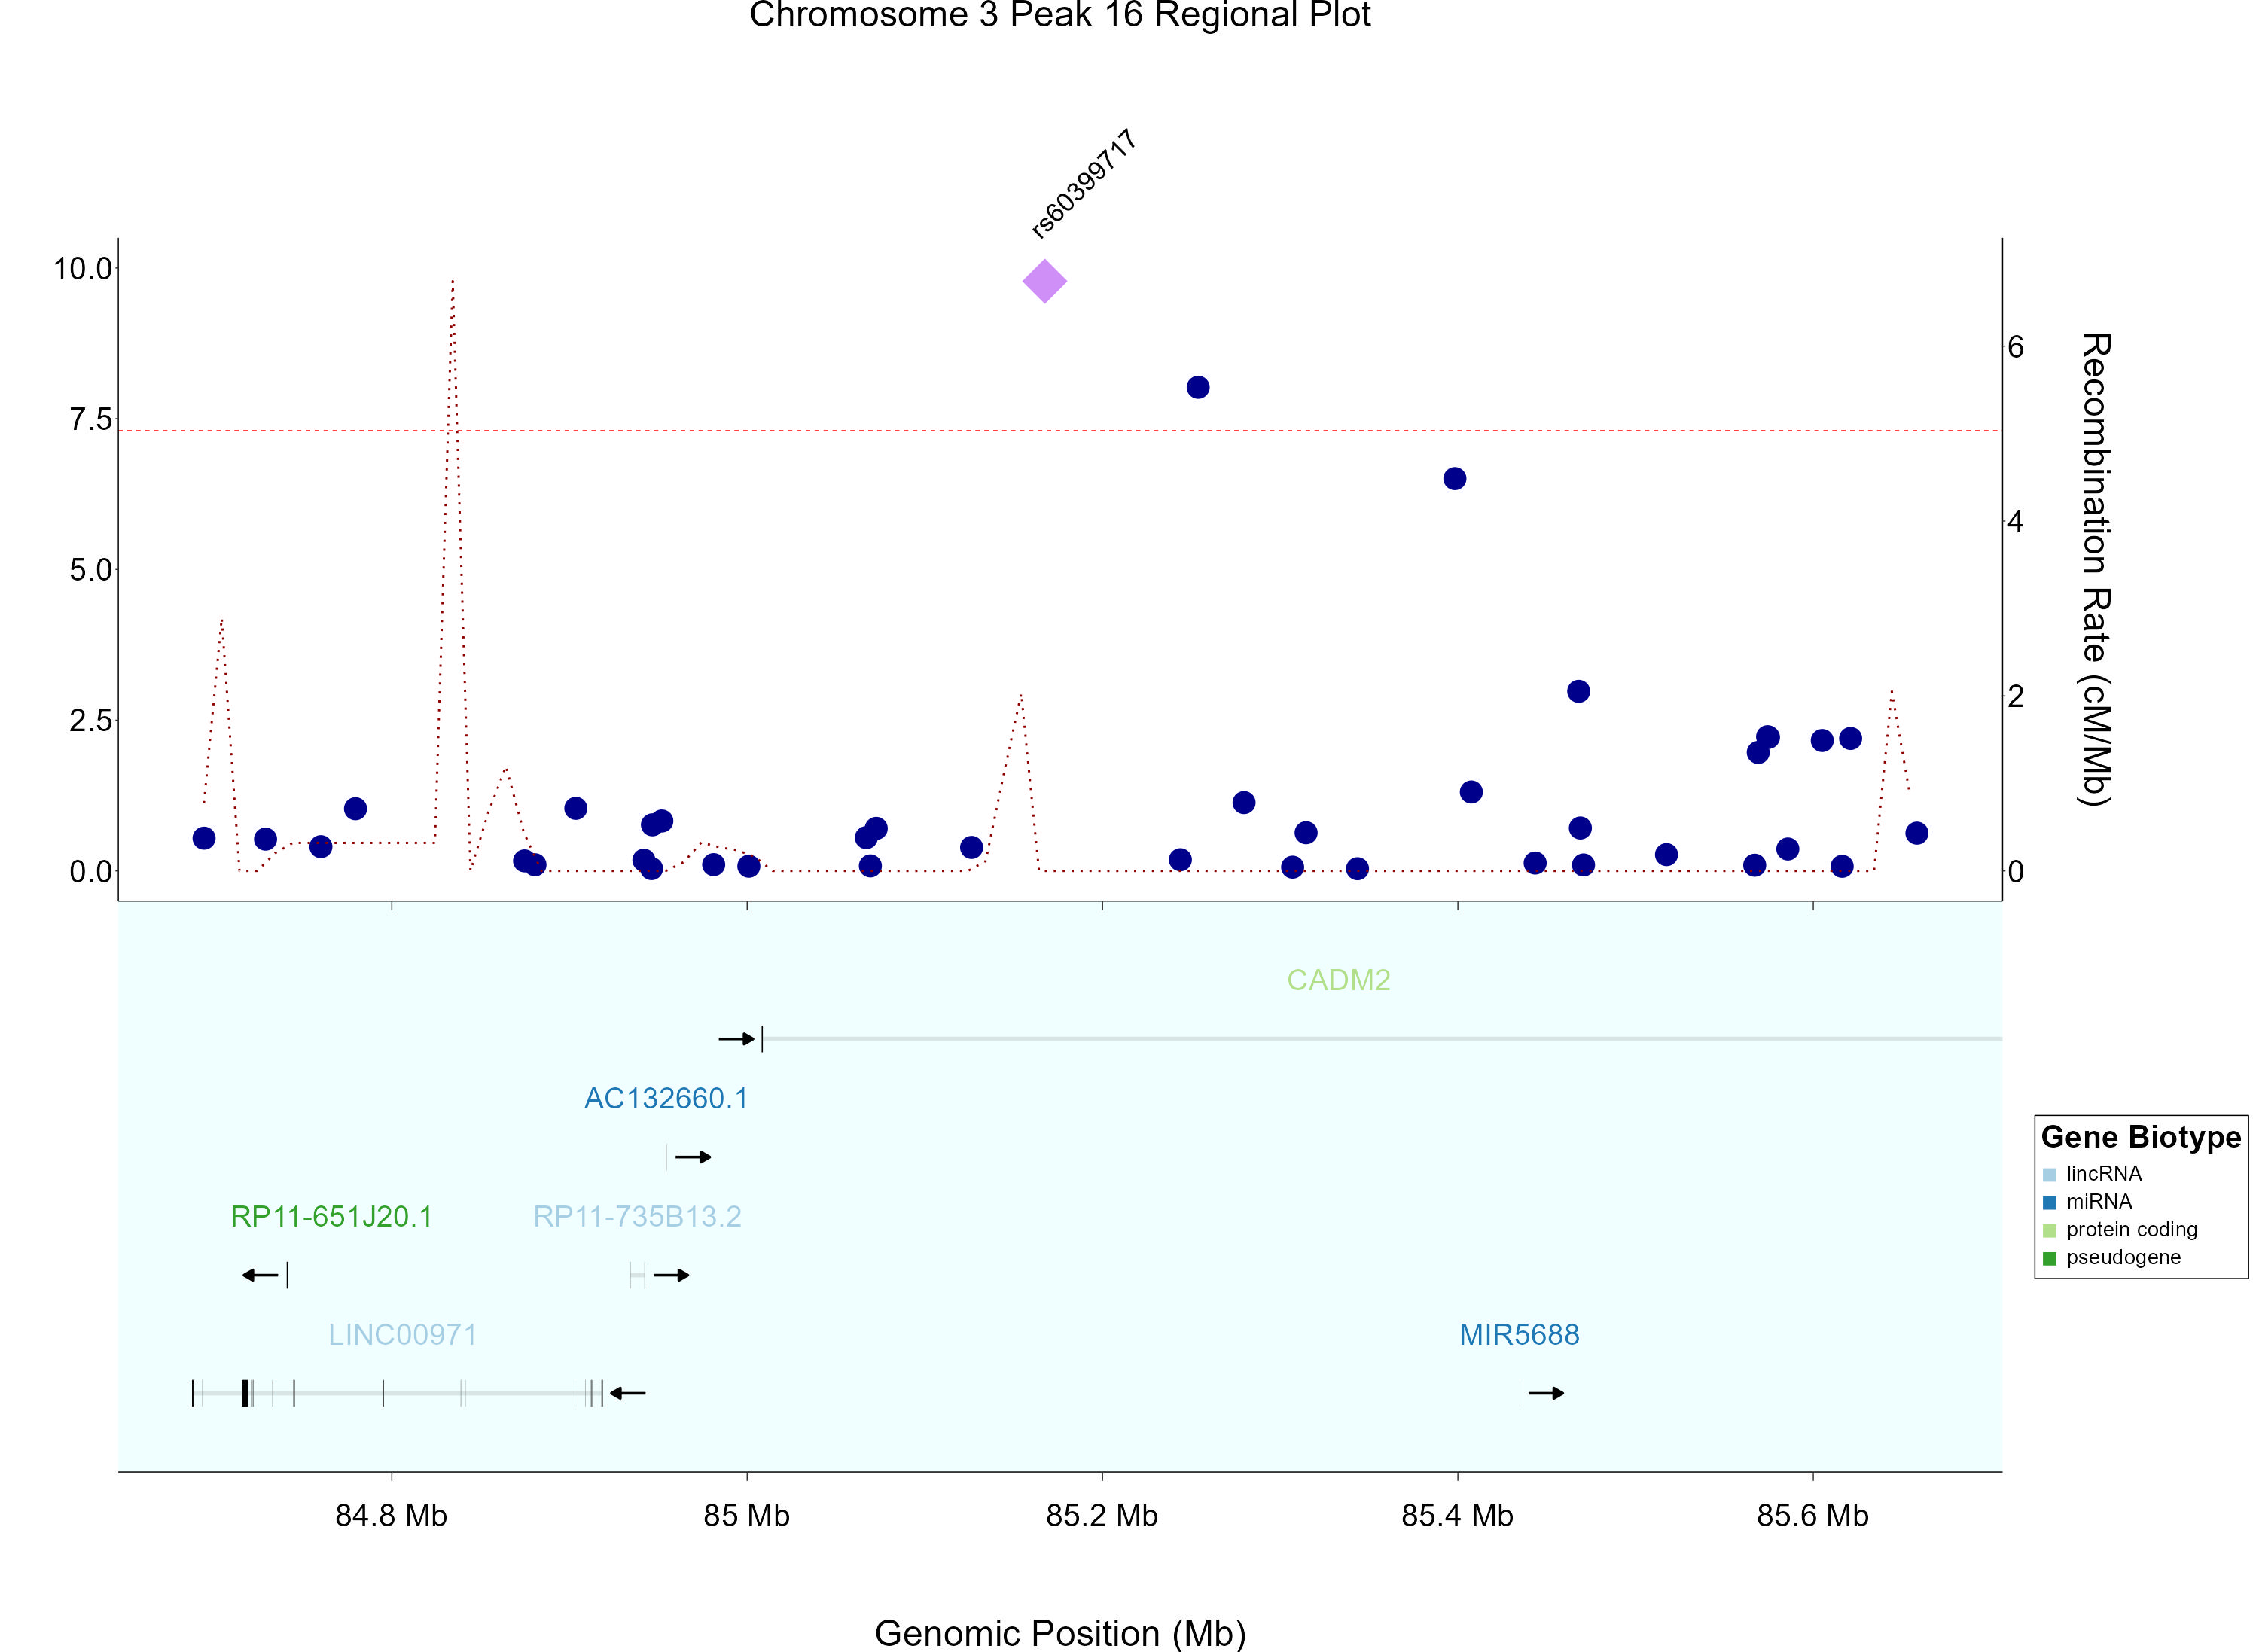 Chromosome 3 Peak 16 Regional Plot
rs60399717
10.0
7.5
5.0
2.5
0.0
6
4
2
0
Recombination Rate (cM/Mb)
CADM2
AC132660.1
RP11-651J20.1
RP11-735B13.2
LINC00971
MIR5688
Gene Biotype
lincRNA
miRNA
protein coding
pseudogene
84.8 Mb
85 Mb
85.2 Mb
85.4 Mb
85.6 Mb
Genomic Position (Mb)